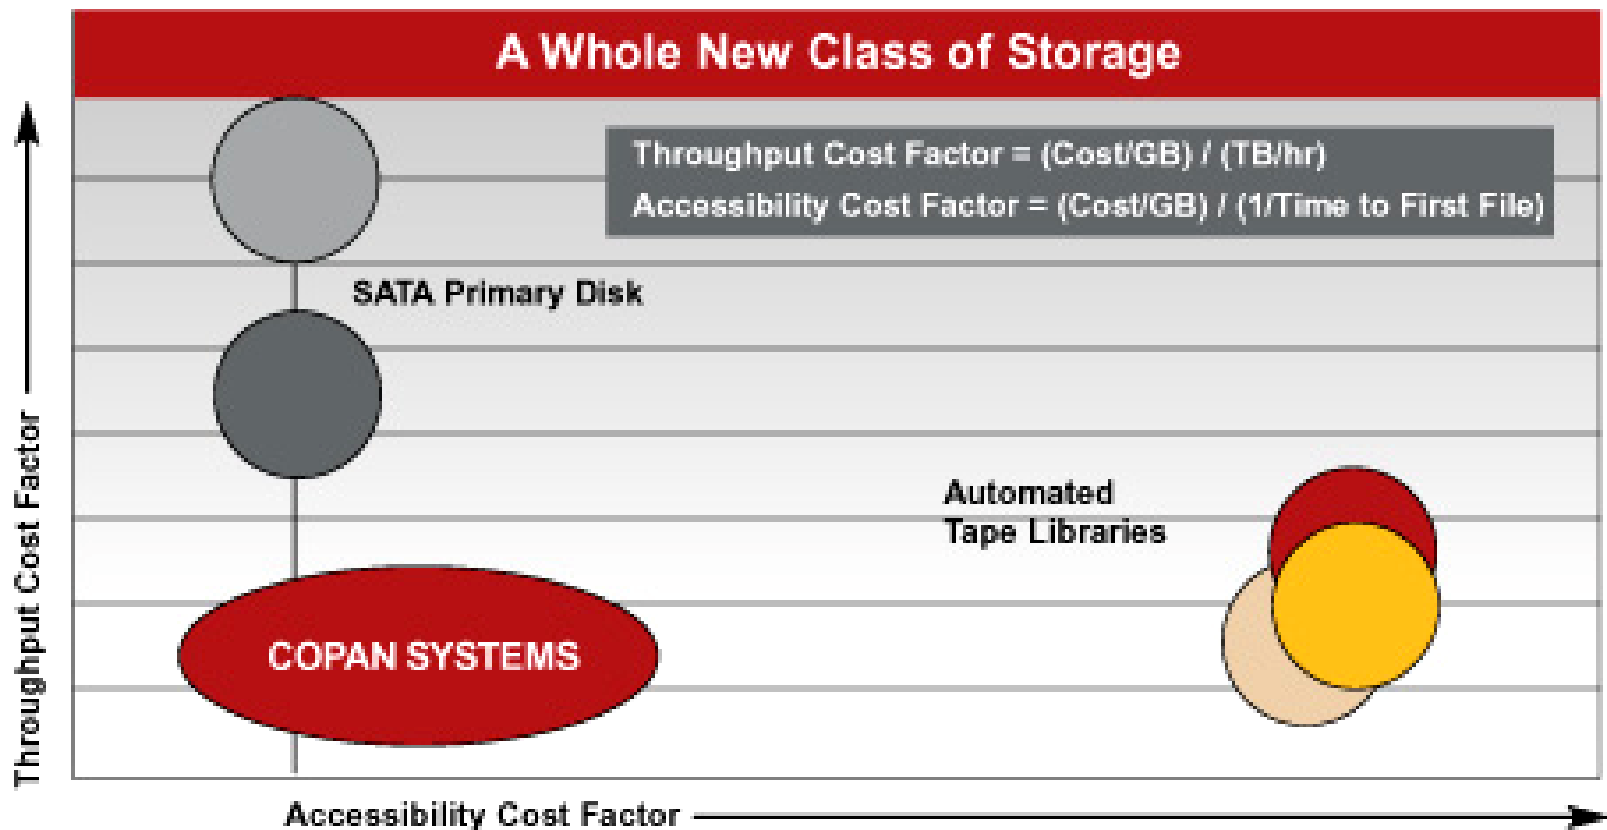 A Whole New Class of Storage
Throughput Cost Factor = (Cost/GB) / (TB/hr)
Accessibility Cost Factor = (Cost/GB) / (1/Time to First File)
SATA Primary Disk
Automated
Tape Libraries
COPAN SYSTEMS
Throughput Cost Factor
Accessibility Cost Factor